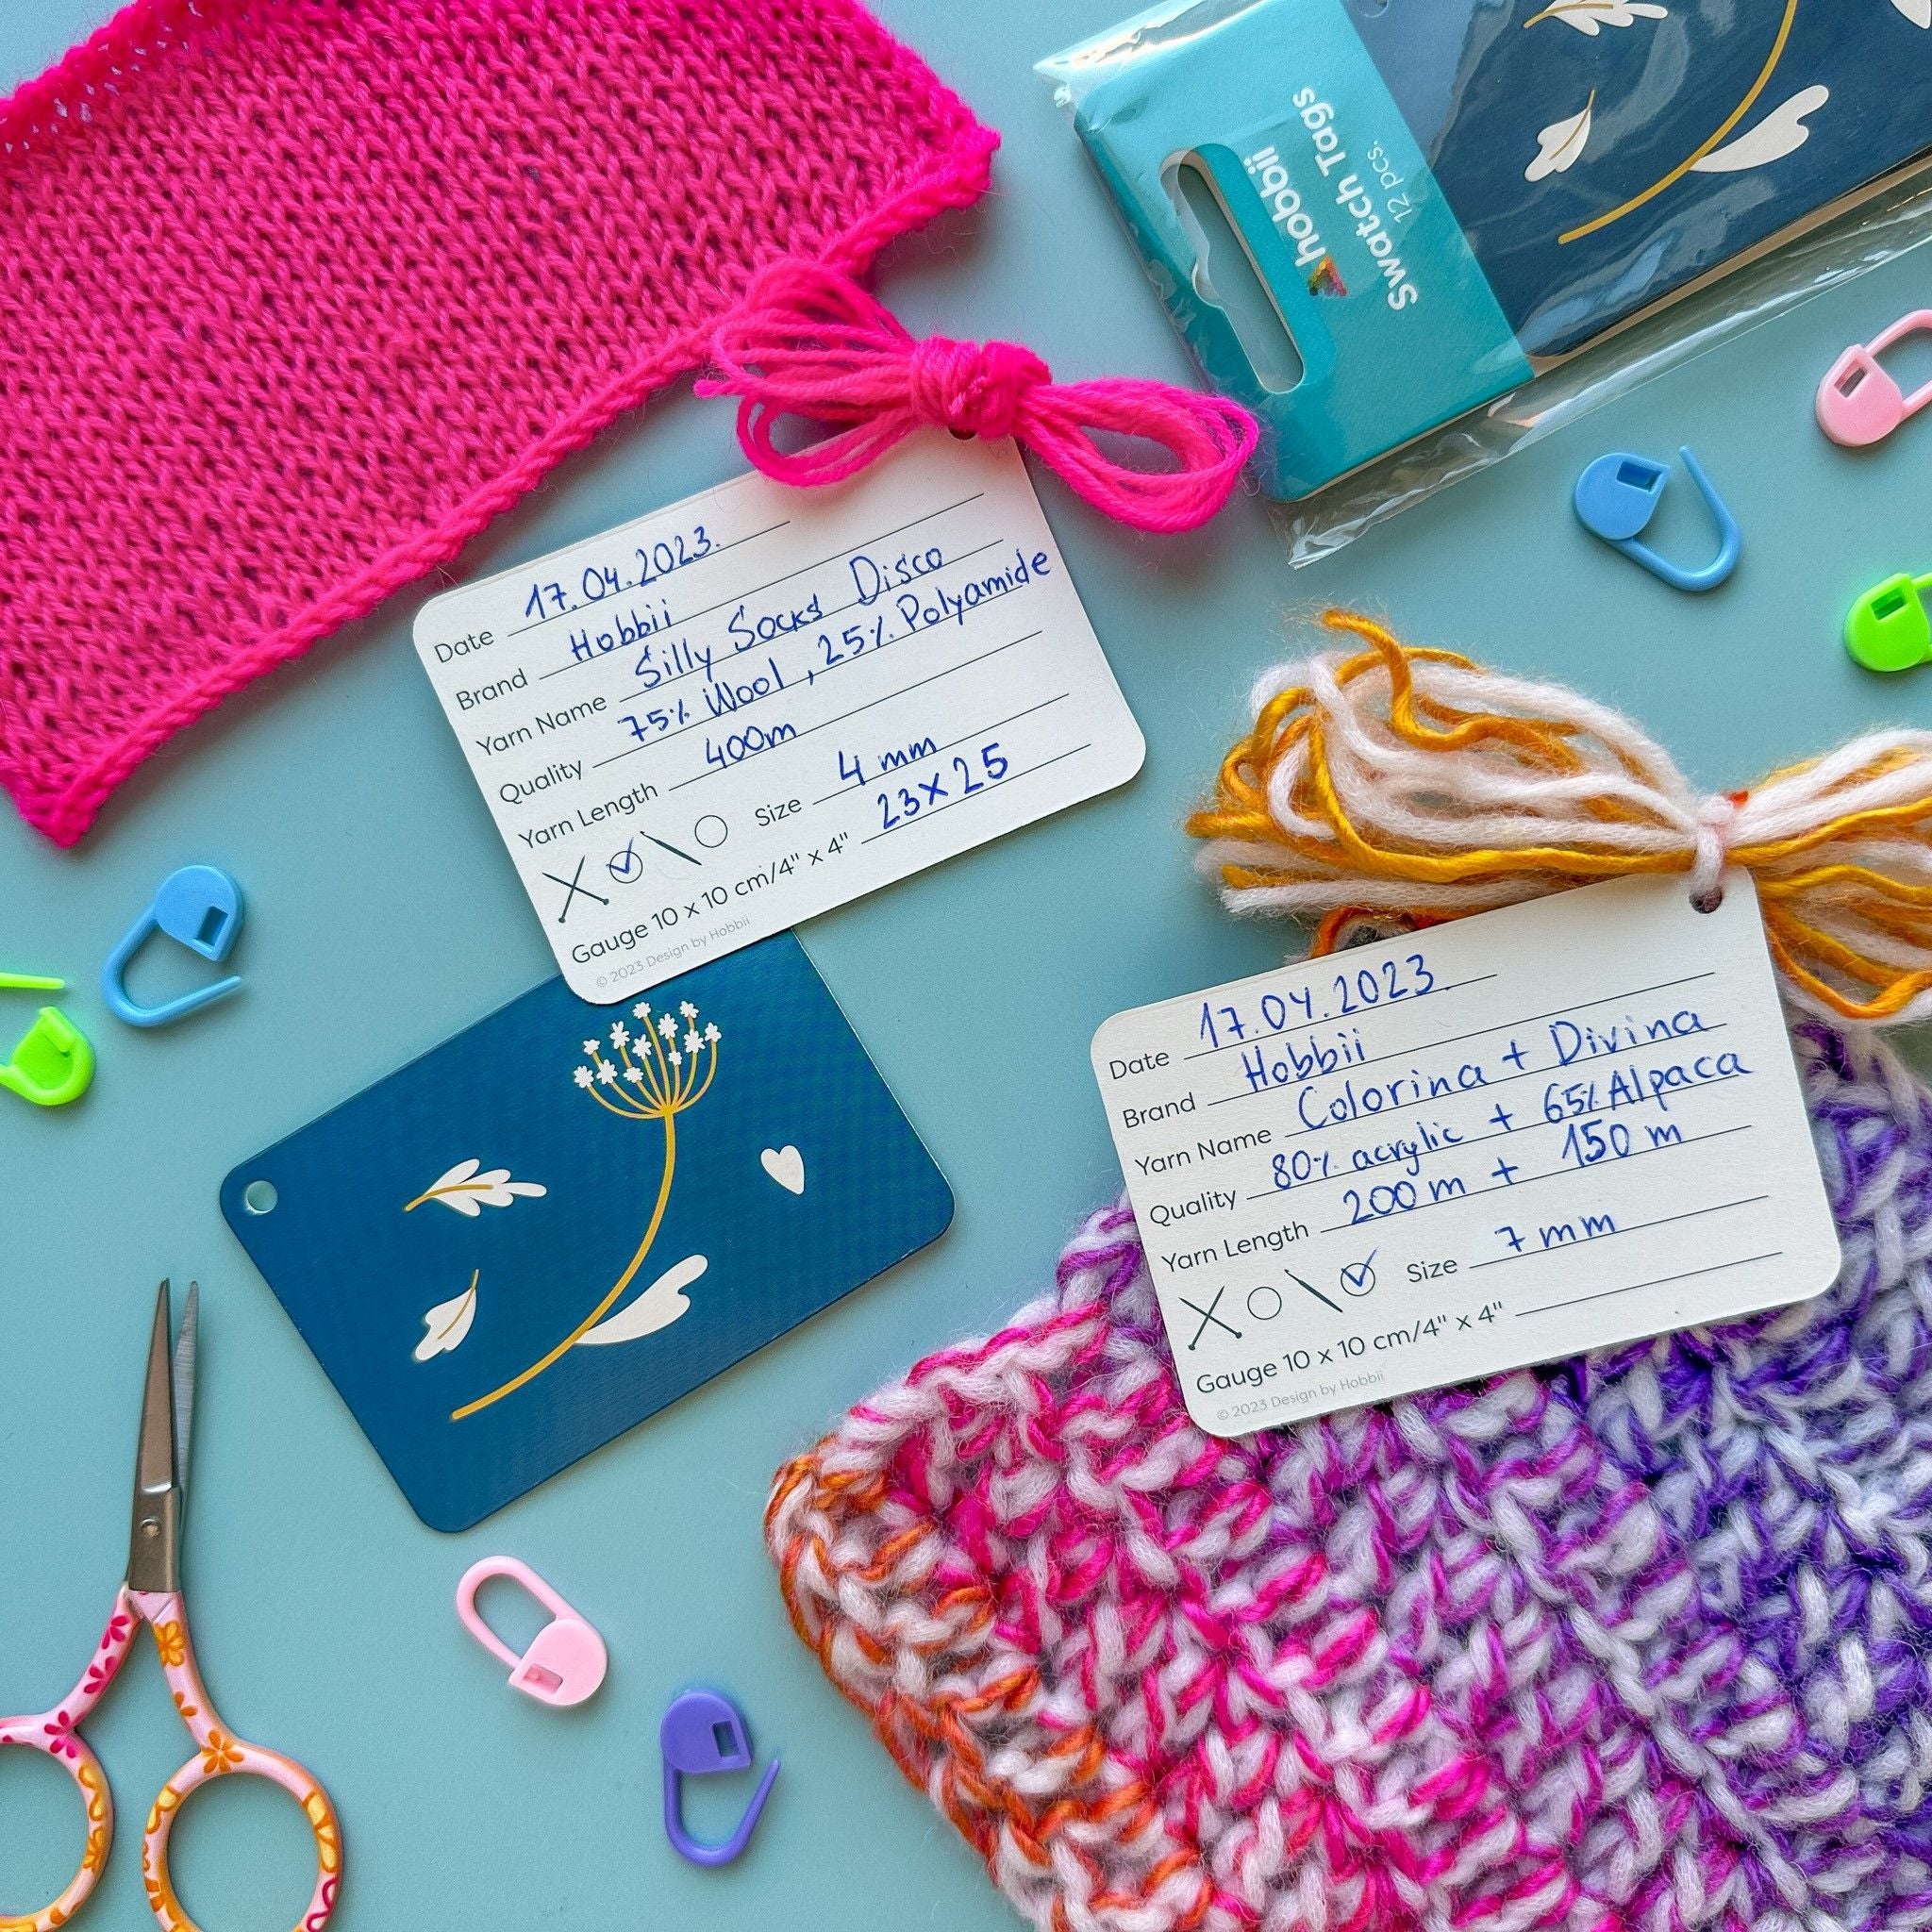 hobbii
Swatch Tags
12 pcs.
Date 17.04.2023.
Brand Hobbii
Yarn Name Silly Socks Disco
Quality 75% Wool, 25% Polyamide
Yarn Length 400m
Size 4 mm
Gauge 10 x 10 cm/4" x 4" 23x25
© 2023 Design by Hobbii
Date 17.04.2023.
Brand Hobbii
Yarn Name Colorina + Divina
Quality 80% acrylic + 65% Alpaca
Yarn Length 200m + 150 m
Size 7 mm
Gauge 10 x 10 cm/4" x 4"
© 2023 Design by Hobbii